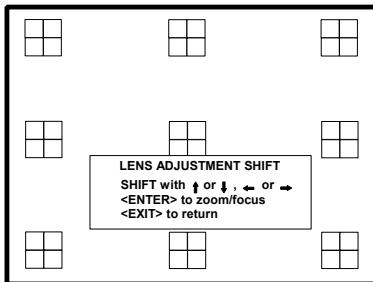 LENS ADJUSTMENT SHIFT
SHIFT with ↑ or ↓ , ← or →
<ENTER> to zoom/focus
<EXIT> to return